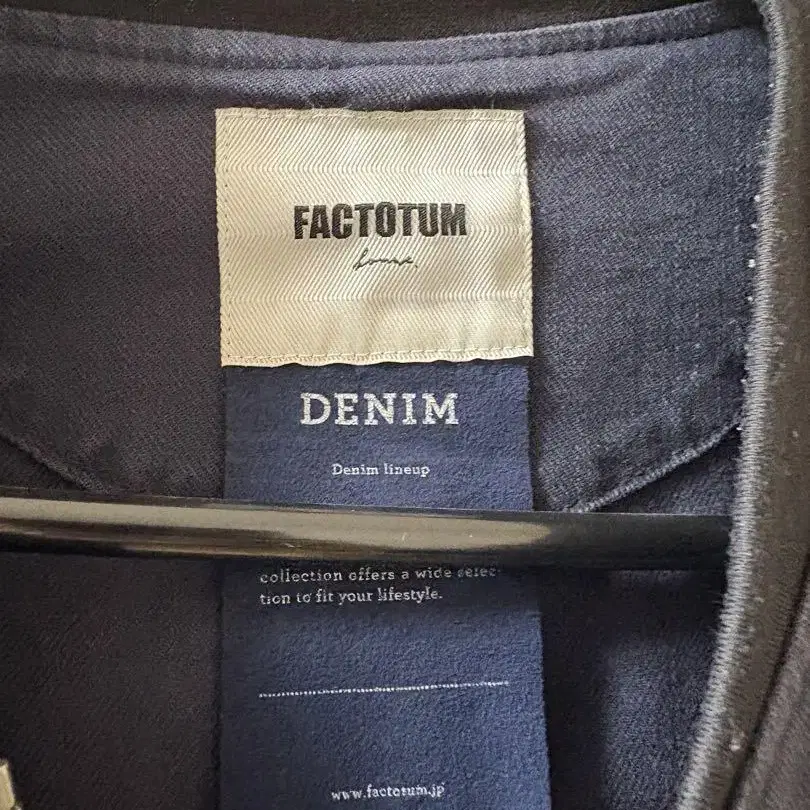 FACTOTUM
DENIM
Denim lineup
collection offers a wide selec-
tion to fit your lifestyle.
www.factotum.jp